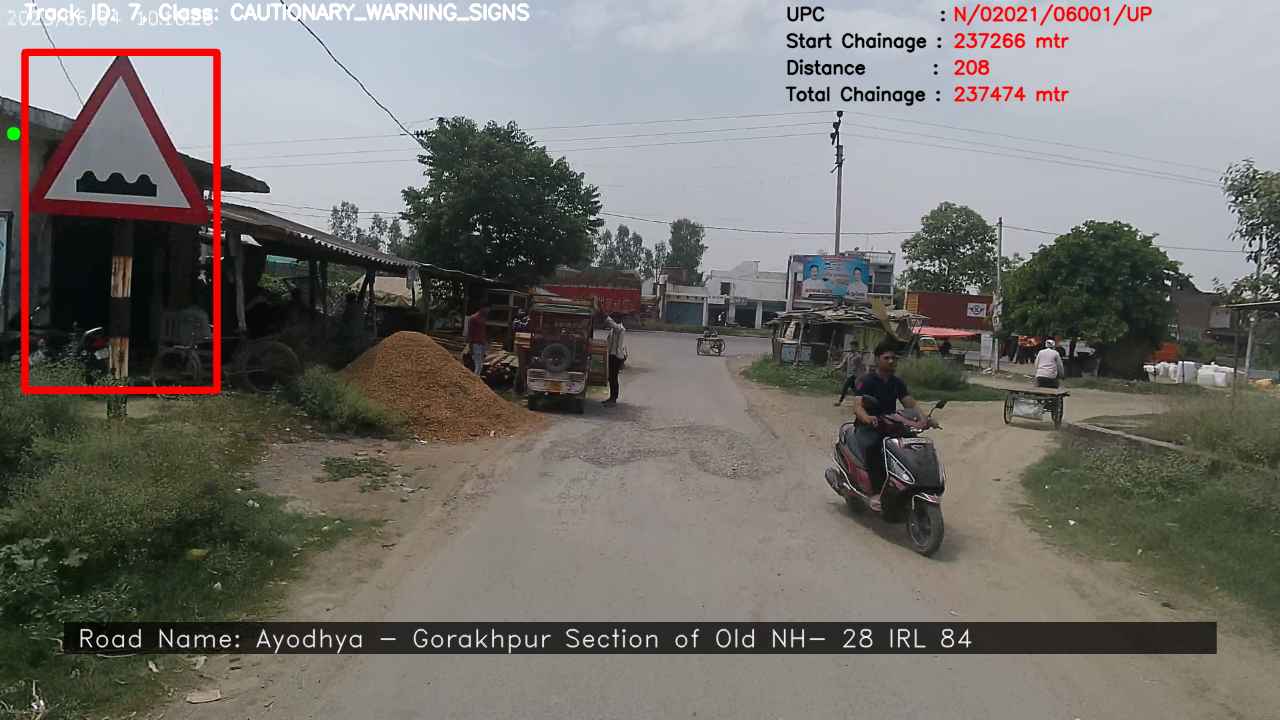 Track ID: 7, Class: CAUTIONARY_WARNING_SIGNS
UPC : N/02021/06001/UP
Start Chainage : 237266 mtr
Distance : 208
Total Chainage : 237474 mtr
Road Name: Ayodhya - Gorakhpur Section of Old NH- 28 IRL 84